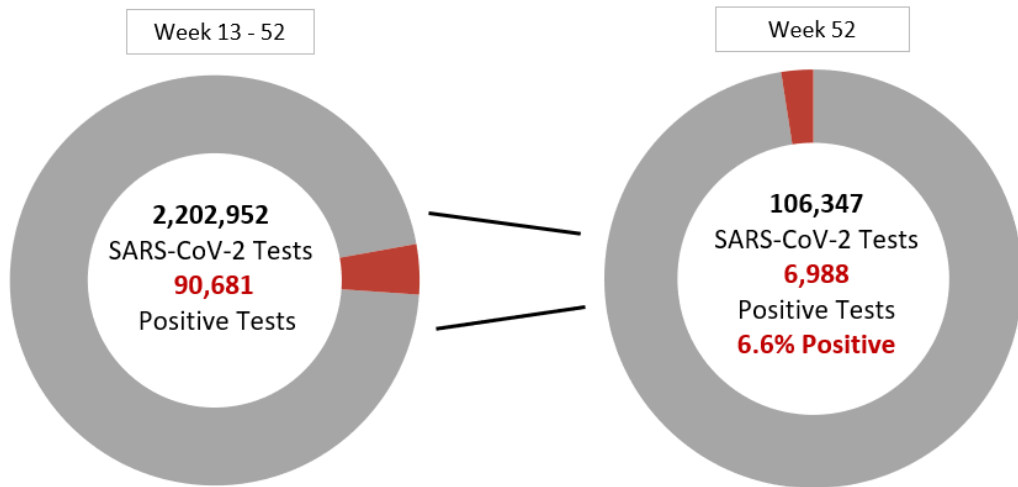 Week 13 - 52
2,202,952
SARS-CoV-2 Tests
90,681
Positive Tests
Week 52
106,347
SARS-CoV-2 Tests
6,988
Positive Tests
6.6% Positive